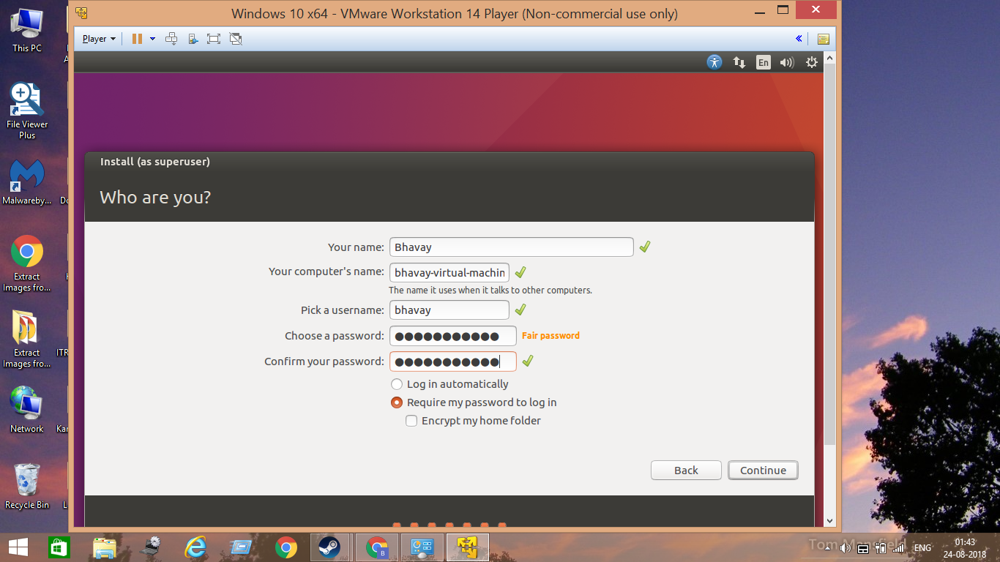 Windows 10 x64 - VMware Workstation 14 Player (Non-commercial use only)
Player
En
This PC
File Viewer
Plus
Malwareby...
Extract
Images fro...
Extract
Images fro...
Network
Recycle Bin
A
Do
ITR
Kar
L
Install (as superuser)
Who are you?
Your name: Bhavay
Your computer's name: bhavay-virtual-machin
The name it uses when it talks to other computers.
Pick a username: bhavay
Choose a password: ●●●●●●●●●●● Fair password
Confirm your password: ●●●●●●●●●●●
Log in automatically
Require my password to log in
Encrypt my home folder
Back Continue
B
Tom Mansfield
ENG
01:43
24-08-2018